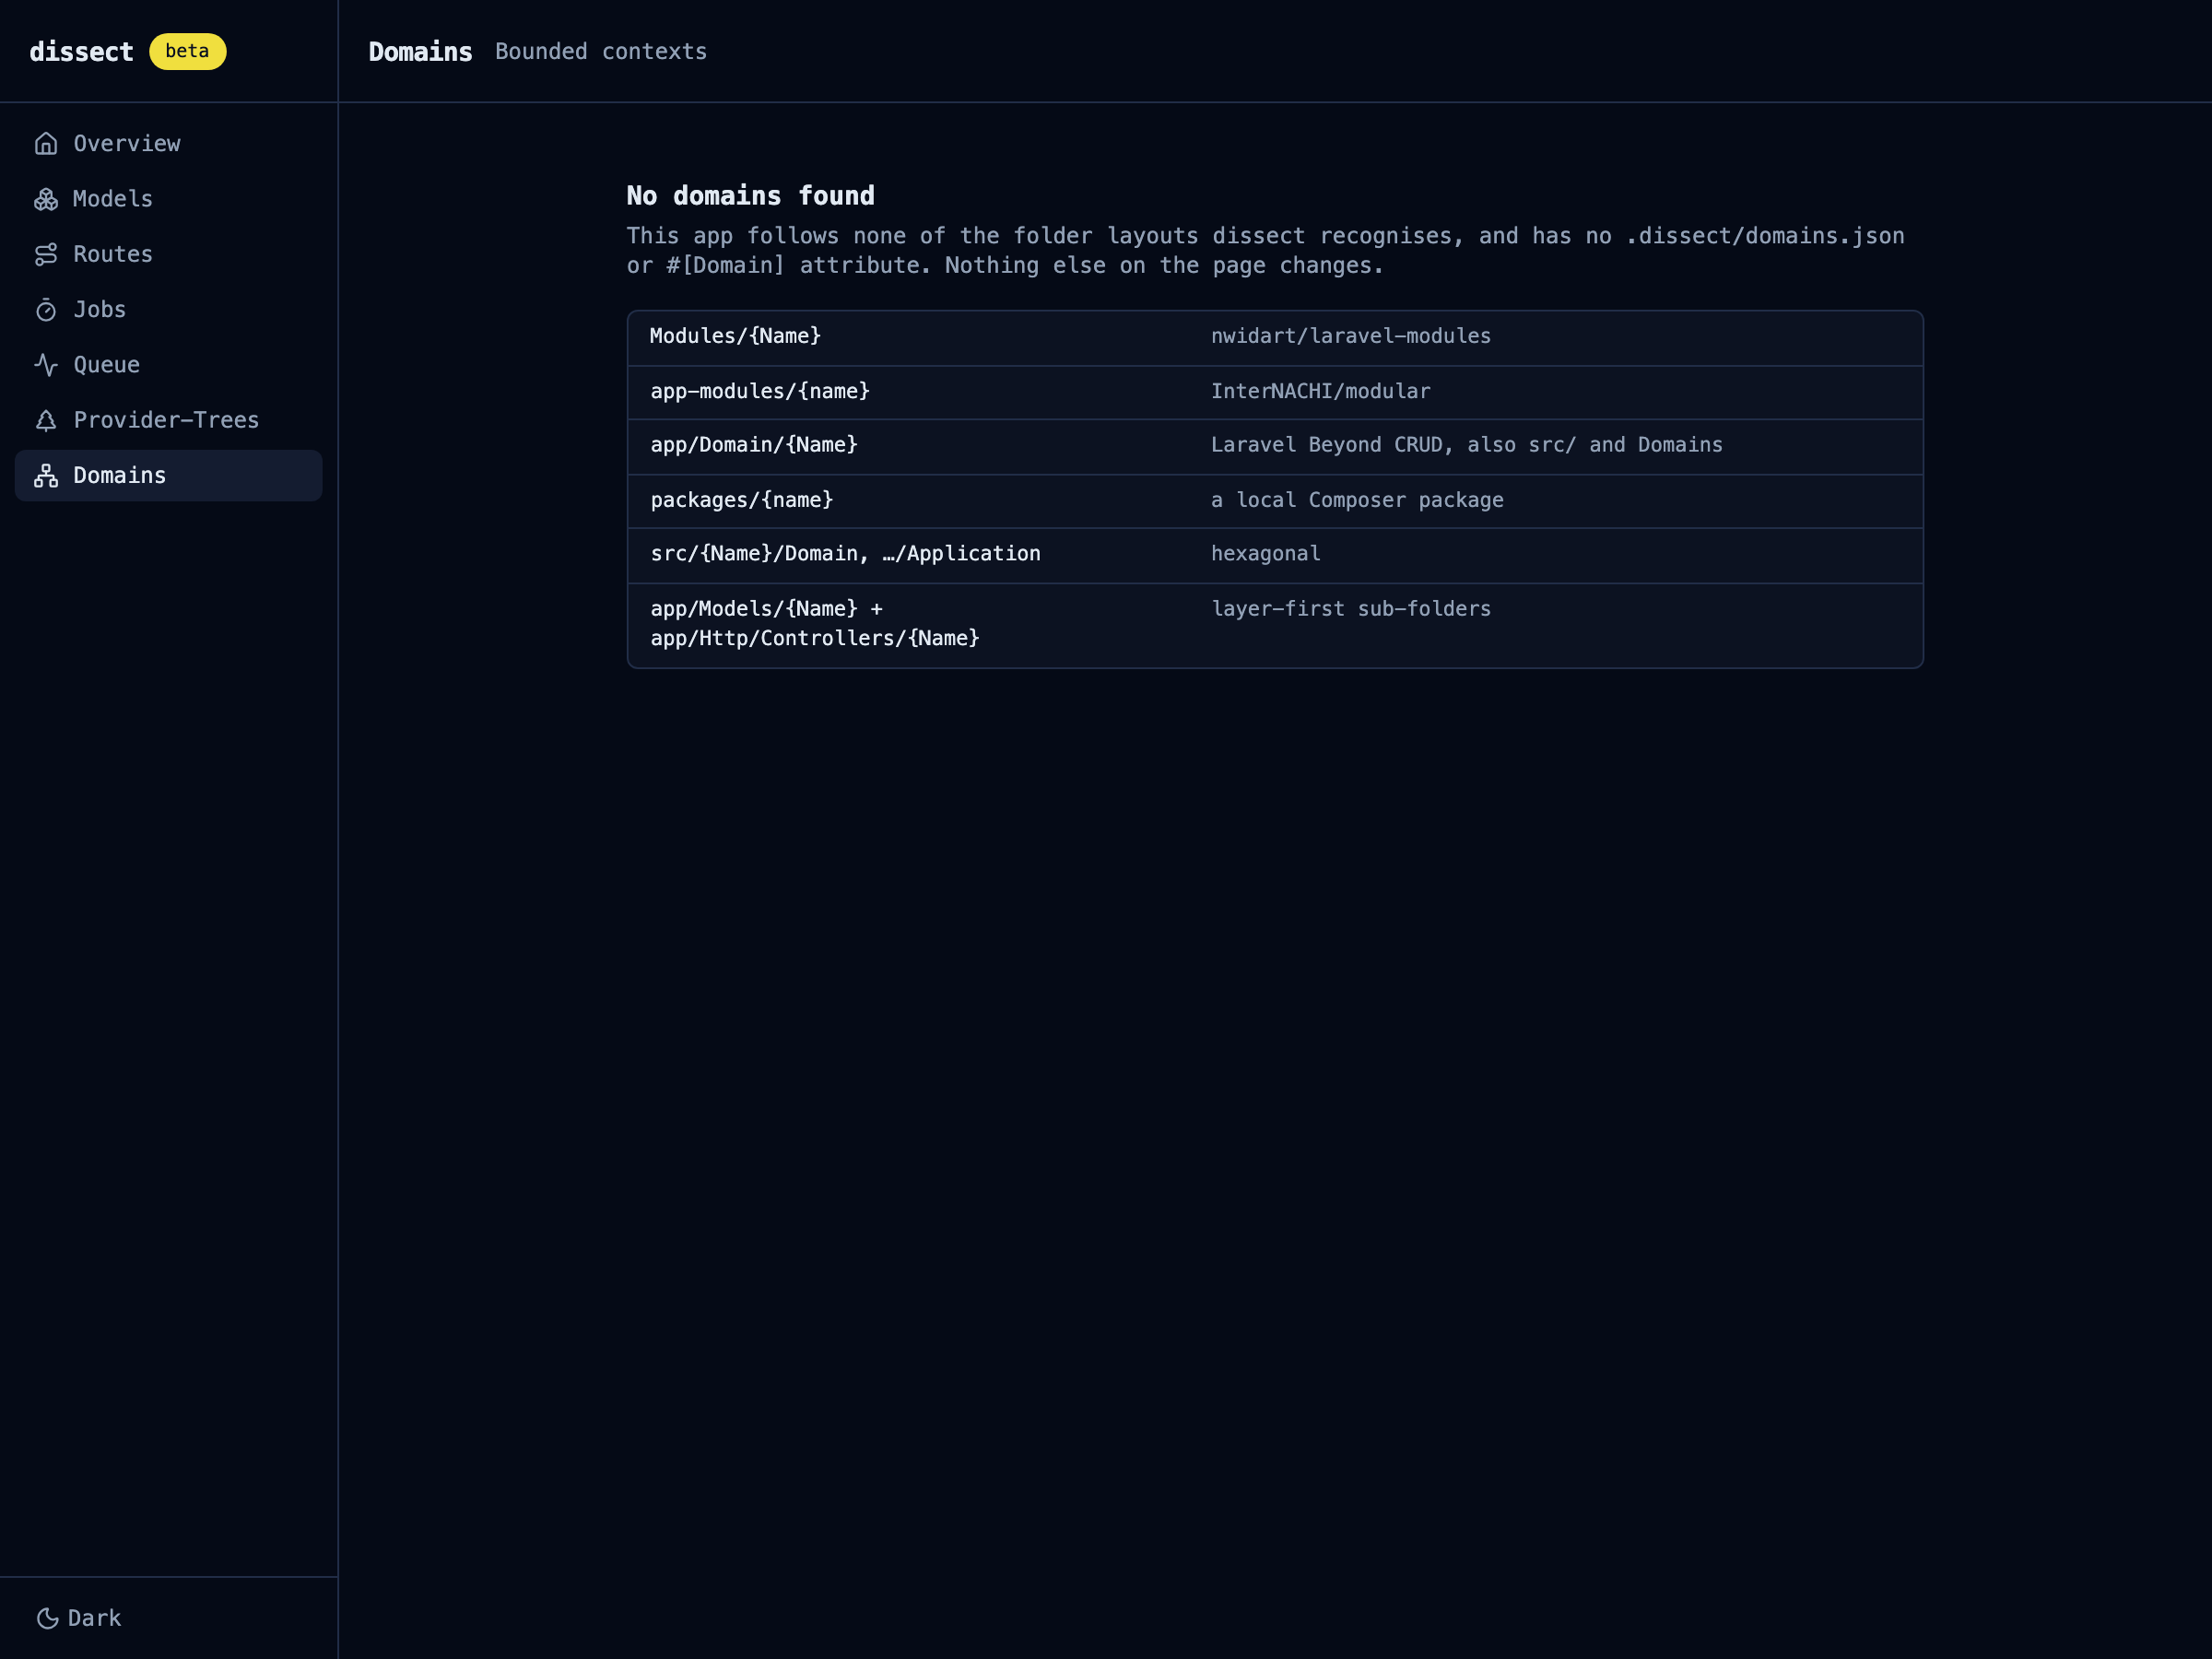 dissect beta
Domains Bounded contexts
Overview
Models
Routes
Jobs
Queue
Provider-Trees
Domains
No domains found
This app follows none of the folder layouts dissect recognises, and has no .dissect/domains.json
or #[Domain] attribute. Nothing else on the page changes.
Modules/{Name} nwidart/laravel-modules
app-modules/{name} InterNACHI/modular
app/Domain/{Name} Laravel Beyond CRUD, also src/ and Domains
packages/{name} a local Composer package
src/{Name}/Domain, …/Application hexagonal
app/Models/{Name} + layer-first sub-folders
app/Http/Controllers/{Name}
Dark